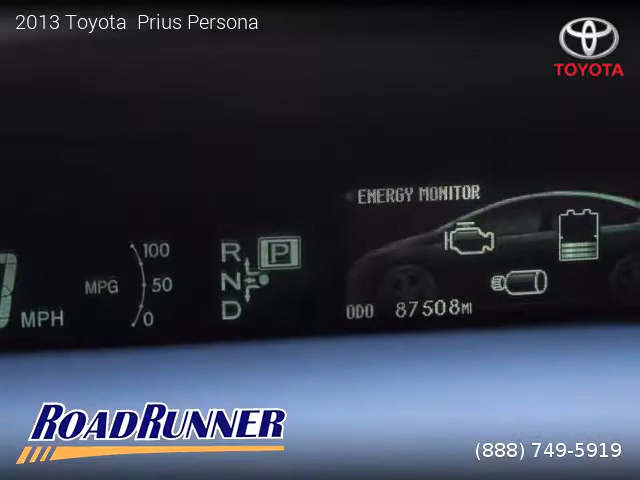 2013 Toyota Prius Persona
TOYOTA
ENERGY MONITOR
MPH
MPG
100
50
0
R
N
D
P
ODO 87508MI
ROADRUNNER
(888) 749-5919